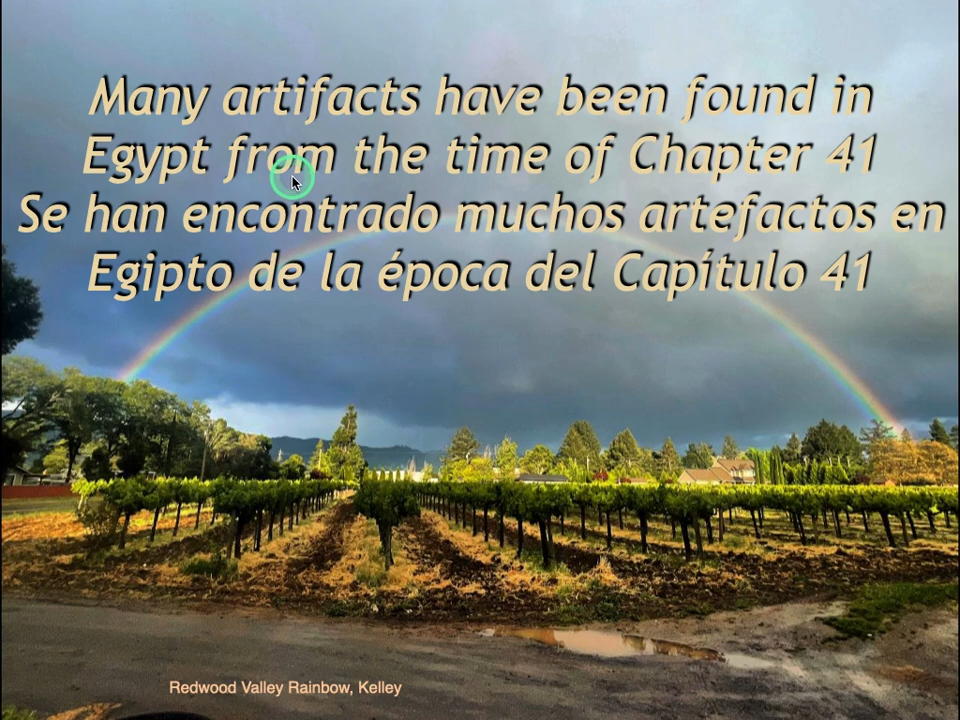 Many artifacts have been found in
Egypt from the time of Chapter 41
Se han encontrado muchos artefactos en
Egipto de la época del Capítulo 41
Redwood Valley Rainbow, Kelley